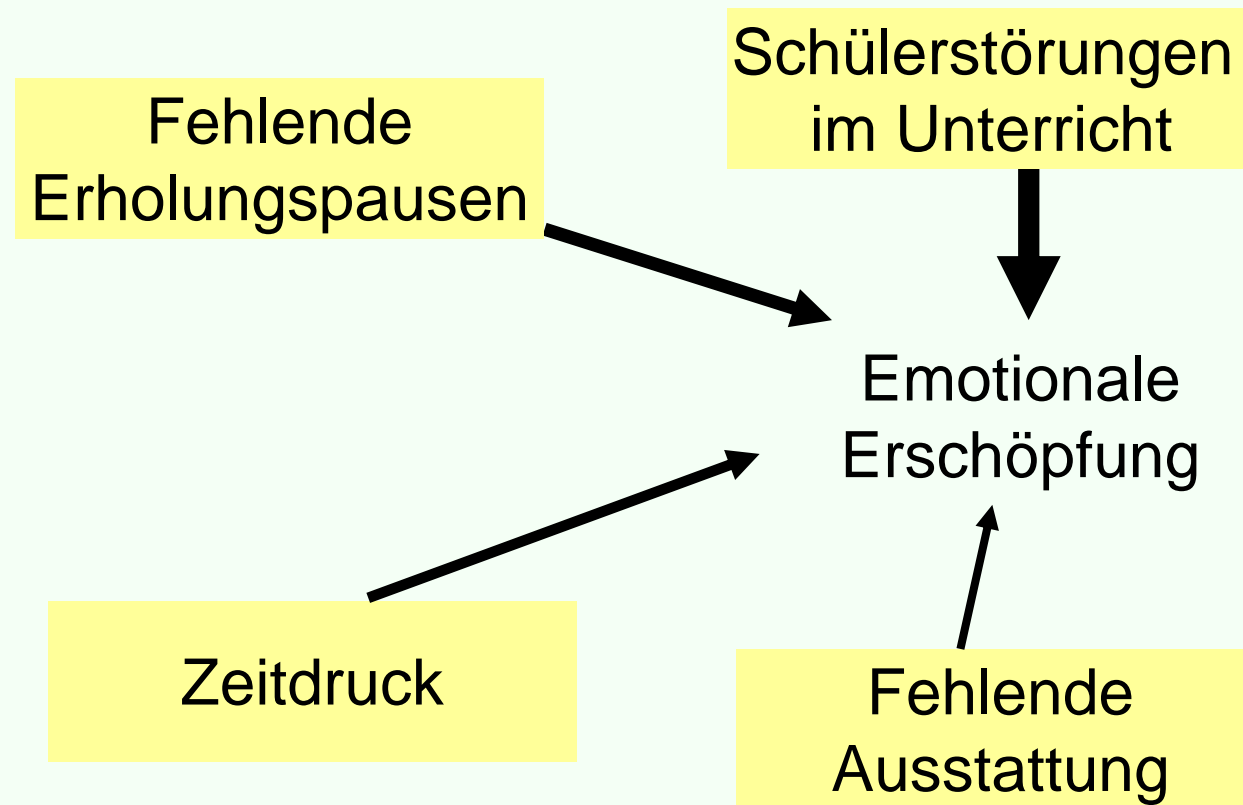 Schülerstörungen
im Unterricht
Fehlende
Erholungspausen
Emotionale
Erschöpfung
Zeitdruck
Fehlende
Ausstattung